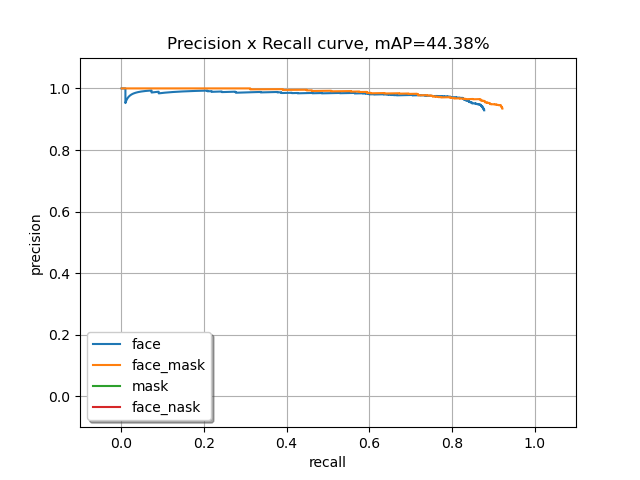 Precision x Recall curve, mAP=44.38%
precision
1.0
0.8
0.6
0.4
0.2
0.0
face
face_mask
mask
face_nask
0.0 0.2 0.4 0.6 0.8 1.0
recall